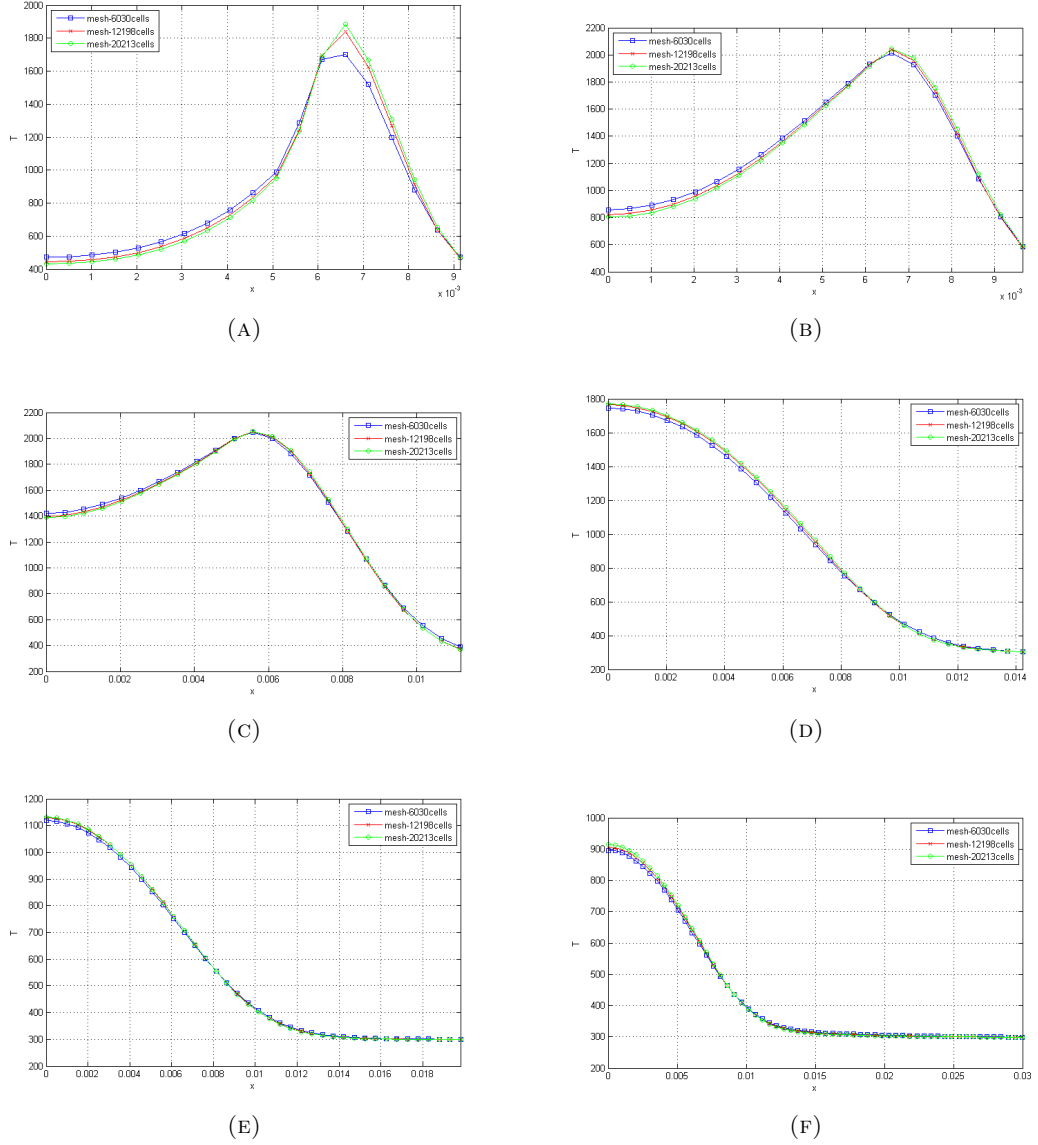 2000
1800
1600
1400
1200
1000
800
600
400
T
mesh-6030cells
mesh-12198cells
mesh-20213cells
0 1 2 3 4 5 6 7 8 9
x
x 10⁻³
(A)
2200
2000
1800
1600
1400
1200
1000
800
600
400
T
mesh-6030cells
mesh-12198cells
mesh-20213cells
0 1 2 3 4 5 6 7 8 9
x
x 10⁻³
(B)
2200
2000
1800
1600
1400
1200
1000
800
600
400
200
T
mesh-6030cells
mesh-12198cells
mesh-20213cells
0 0.002 0.004 0.006 0.008 0.01
x
(C)
1800
1600
1400
1200
1000
800
600
400
200
T
mesh-6030cells
mesh-12198cells
mesh-20213cells
0 0.002 0.004 0.006 0.008 0.01 0.012 0.014
x
(D)
1200
1100
1000
900
800
700
600
500
400
300
200
T
mesh-6030cells
mesh-12198cells
mesh-20213cells
0 0.002 0.004 0.006 0.008 0.01 0.012 0.014 0.016 0.018
x
(E)
1000
900
800
700
600
500
400
300
200
T
mesh-6030cells
mesh-12198cells
mesh-20213cells
0 0.005 0.01 0.015 0.02 0.025 0.03
x
(F)